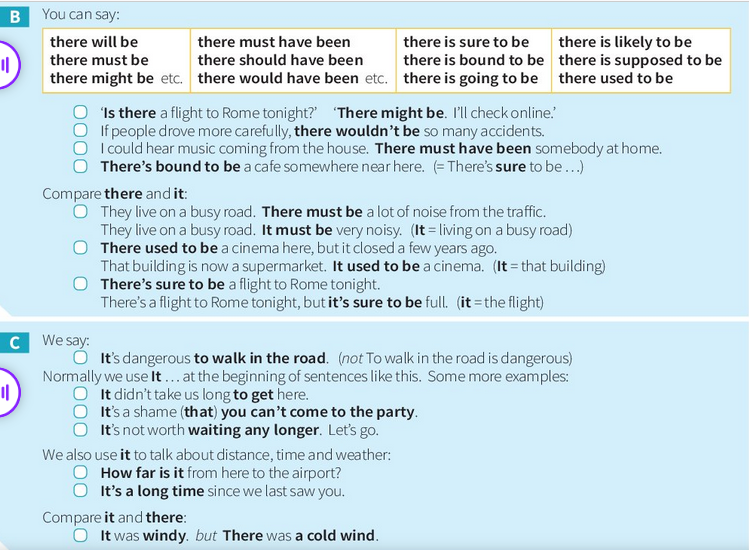 B You can say:
there will be there must have been there is sure to be there is likely to be
there must be there should have been there is bound to be there is supposed to be
there might be etc. there would have been etc. there is going to be there used to be
‘Is there a flight to Rome tonight?’ ‘There might be. I’ll check online.’
If people drove more carefully, there wouldn’t be so many accidents.
I could hear music coming from the house. There must have been somebody at home.
There’s bound to be a cafe somewhere near here. (= There’s sure to be …)
Compare there and it:
They live on a busy road. There must be a lot of noise from the traffic.
They live on a busy road. It must be very noisy. (It = living on a busy road)
There used to be a cinema here, but it closed a few years ago.
That building is now a supermarket. It used to be a cinema. (It = that building)
There’s sure to be a flight to Rome tonight.
There’s a flight to Rome tonight, but it’s sure to be full. (it = the flight)
C We say:
It’s dangerous to walk in the road. (not To walk in the road is dangerous)
Normally we use It … at the beginning of sentences like this. Some more examples:
It didn’t take us long to get here.
It’s a shame (that) you can’t come to the party.
It’s not worth waiting any longer. Let’s go.
We also use it to talk about distance, time and weather:
How far is it from here to the airport?
It’s a long time since we last saw you.
Compare it and there:
It was windy. but There was a cold wind.